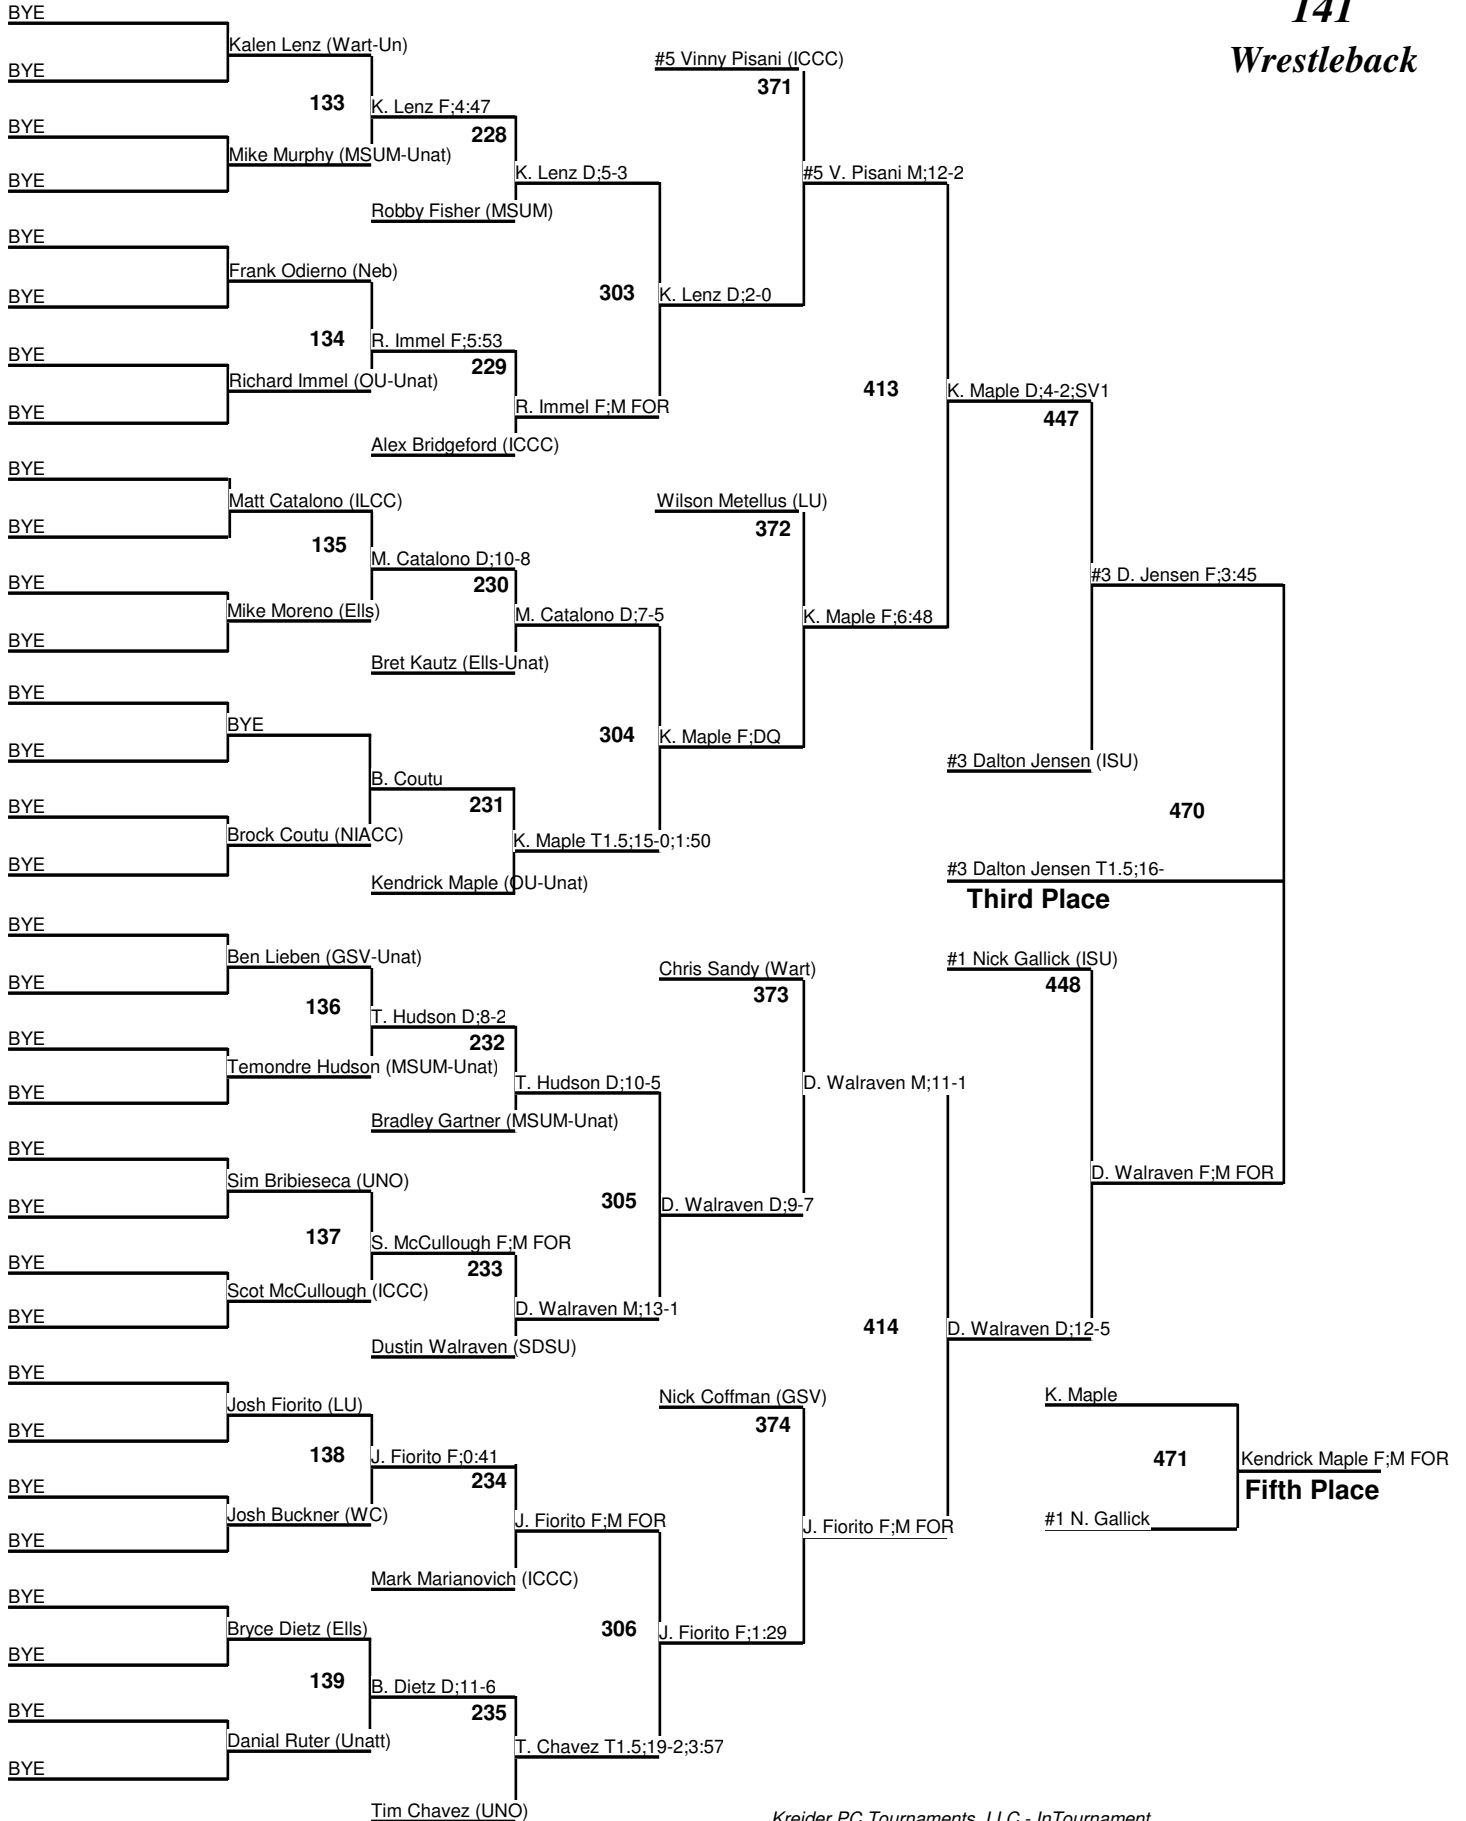 141
Wrestleback
BYE
Kalen Lenz (Wart-Un)
#5 Vinny Pisani (ICCC)
BYE
371
133
K. Lenz F;4:47
BYE
228
Mike Murphy (MSUM-Unat)
K. Lenz D;5-3
#5 V. Pisani M;12-2
BYE
Robby Fisher (MSUM)
BYE
Frank Odierno (Neb)
303
K. Lenz D;2-0
BYE
134
R. Immel F;5:53
BYE
229
Richard Immel (OU-Unat)
413
K. Maple D;4-2;SV1
R. Immel F;M FOR
BYE
447
Alex Bridgeford (ICCC)
BYE
Matt Catalono (ILCC)
Wilson Metellus (LU)
BYE
372
135
M. Catalono D;10-8
#3 D. Jensen F;3:45
BYE
230
Mike Moreno (Ells)
M. Catalono D;7-5
K. Maple F;6:48
BYE
Bret Kautz (Ells-Unat)
BYE
BYE
304
K. Maple F;DQ
BYE
#3 Dalton Jensen (ISU)
B. Coutu
BYE
231
470
Brock Coutu (NIACC)
K. Maple T1.5;15-0;1:50
BYE
#3 Dalton Jensen T1.5;16-
Kendrick Maple (OU-Unat)
Third Place
BYE
Ben Lieben (GSV-Unat)
Chris Sandy (Wart)
#1 Nick Gallick (ISU)
BYE
373
448
136
T. Hudson D;8-2
BYE
232
Temondre Hudson (MSUM-Unat)
T. Hudson D;10-5
D. Walraven M;11-1
BYE
Bradley Gartner (MSUM-Unat)
BYE
Sim Bribieseca (UNO)
D. Walraven F;M FOR
305
D. Walraven D;9-7
BYE
137
S. McCullough F;M FOR
BYE
233
Scot McCullough (ICCC)
D. Walraven M;13-1
BYE
414
D. Walraven D;12-5
Dustin Walraven (SDSU)
BYE
Josh Fiorito (LU)
Nick Coffman (GSV)
K. Maple
BYE
374
138
J. Fiorito F;0:41
471
Kendrick Maple F;M FOR
BYE
234
Fifth Place
Josh Buckner (WC)
J. Fiorito F;M FOR
J. Fiorito F;M FOR
#1 N. Gallick
BYE
Mark Marianovich (ICCC)
BYE
Bryce Dietz (Ells)
306
J. Fiorito F;1:29
BYE
139
B. Dietz D;11-6
BYE
235
Danial Ruter (Unatt)
T. Chavez T1.5;19-2;3:57
BYE
Tim Chavez (UNO)
Kreider PC Tournaments, LLC - InTournament